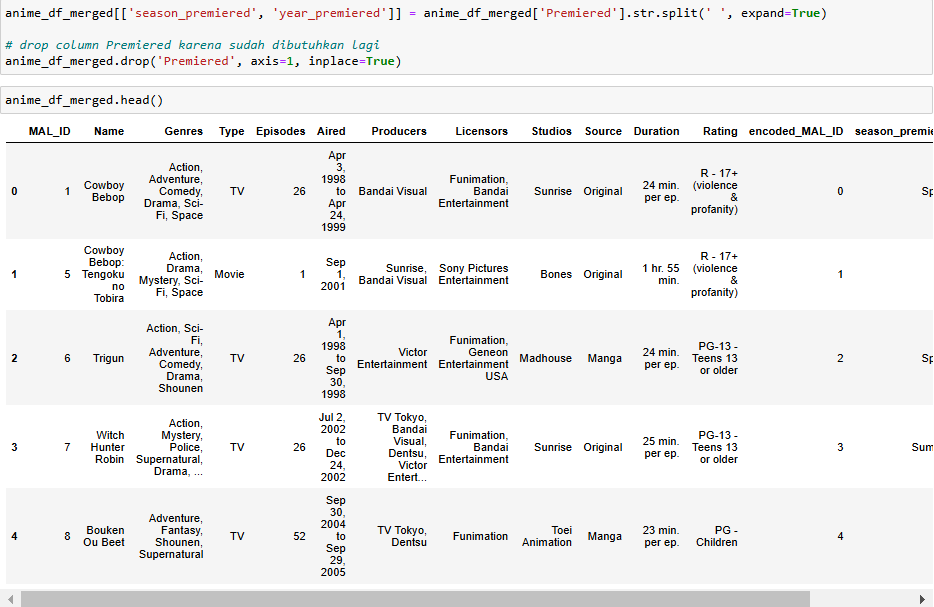 anime_df_merged[['season_premiered', 'year_premiered']] = anime_df_merged['Premiered'].str.split(' ', expand=True)
# drop column Premiered karena sudah dibutuhkan lagi
anime_df_merged.drop('Premiered', axis=1, inplace=True)
anime_df_merged.head()
MAL_ID Name Genres Type Episodes Aired Producers Licensors Studios Source Duration Rating encoded_MAL_ID season_premie
0 1 Cowboy Bebop Action, Adventure, Comedy, Drama, Sci-Fi, Space TV 26 Apr 3, 1998 to Apr 24, 1999 Bandai Visual Funimation, Bandai Entertainment Sunrise Original 24 min. per ep. R - 17+ (violence & profanity) 0 Sp
1 5 Cowboy Bebop: Tengoku no Tobira Action, Drama, Mystery, Sci-Fi, Space Movie 1 Sep 1, 2001 Sunrise, Bandai Visual Sony Pictures Entertainment Bones Original 1 hr. 55 min. R - 17+ (violence & profanity) 1
2 6 Trigun Action, Sci-Fi, Adventure, Comedy, Drama, Shounen TV 26 Apr 1, 1998 to Sep 30, 1998 Victor Entertainment Funimation, Geneon Entertainment USA Madhouse Manga 24 min. per ep. PG-13 - Teens 13 or older 2 Sp
3 7 Witch Hunter Robin Action, Mystery, Police, Supernatural, Drama, ... TV 26 Jul 2, 2002 to Dec 24, 2002 TV Tokyo, Bandai Visual, Dentsu, Victor Entert... Funimation, Bandai Entertainment Sunrise Original 25 min. per ep. PG-13 - Teens 13 or older 3 Sum
4 8 Bouken Ou Beet Adventure, Fantasy, Shounen, Supernatural TV 52 Sep 30, 2004 to Sep 29, 2005 TV Tokyo, Dentsu Funimation Toei Animation Manga 23 min. per ep. PG - Children 4